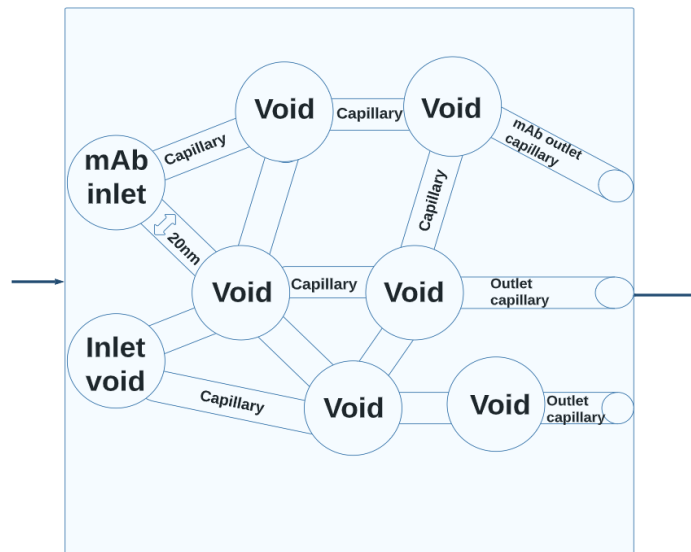 Void
Void
Capillary
mAb outlet
capillary
mAb
inlet
Capillary
Capillary
20nm
Void
Capillary
Void
Outlet
capillary
Inlet
void
Capillary
Void
Void
Outlet
capillary